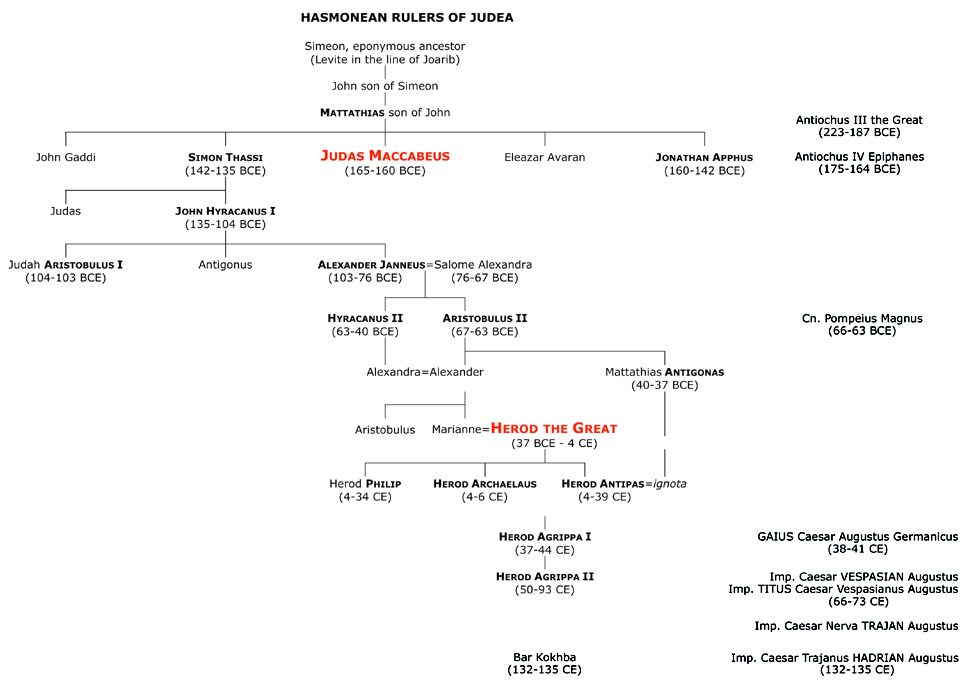 HASMONEAN RULERS OF JUDEA
Simeon, eponymous ancestor
(Levite in the line of Joarib)
John son of Simeon
MATTATHIAS son of John
Antiochus III the Great
(223-187 BCE)
John Gaddi
SIMON THASSI
(142-135 BCE)
JUDAS MACCABEUS
(165-160 BCE)
Eleazar Avaran
JONATHAN APPHUS
(160-142 BCE)
Antiochus IV Epiphanes
(175-164 BCE)
Judas
JOHN HYRACANUS I
(135-104 BCE)
Judah ARISTOBULUS I
(104-103 BCE)
Antigonus
ALEXANDER JANNEUS=Salome Alexandra
(103-76 BCE) (76-67 BCE)
HYRACANUS II
(63-40 BCE)
ARISTOBULUS II
(67-63 BCE)
Cn. Pompeius Magnus
(66-63 BCE)
Alexandra=Alexander
Mattathias ANTIGONAS
(40-37 BCE)
Aristobulus
Marianne=HEROD THE GREAT
(37 BCE - 4 CE)
Herod PHILIP
(4-34 CE)
HEROD ARCHAELAUS
(4-6 CE)
HEROD ANTIPAS=ignota
(4-39 CE)
HEROD AGRIPPA I
(37-44 CE)
GAIUS Caesar Augustus Germanicus
(38-41 CE)
HEROD AGRIPPA II
(50-93 CE)
Imp. Caesar VESPASIAN Augustus
Imp. TITUS Caesar Vespasianus Augustus
(66-73 CE)
Imp. Caesar Nerva TRAJAN Augustus
Bar Kokhba
(132-135 CE)
Imp. Caesar Trajanus HADRIAN Augustus
(132-135 CE)